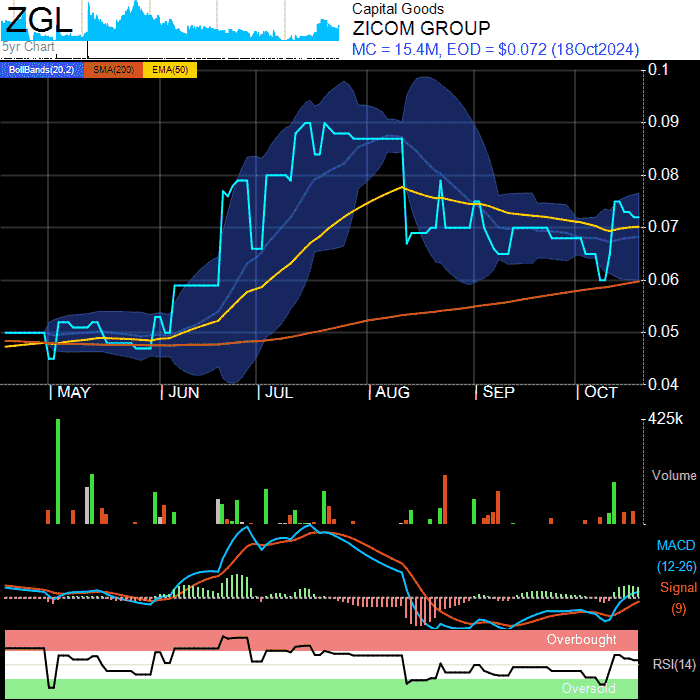 ZGL
5yr Chart
Capital Goods
ZICOM GROUP
MC = 15.4M, EOD = $0.072 (18Oct2024)
BollBands(20,2) SMA(200) EMA(50)
0.1
0.09
0.08
0.07
0.06
0.05
0.04
| MAY | JUN | JUL | AUG | SEP | OCT
425k
Volume
MACD
(12-26)
Signal
(9)
Overbought
RSI(14)
Oversold